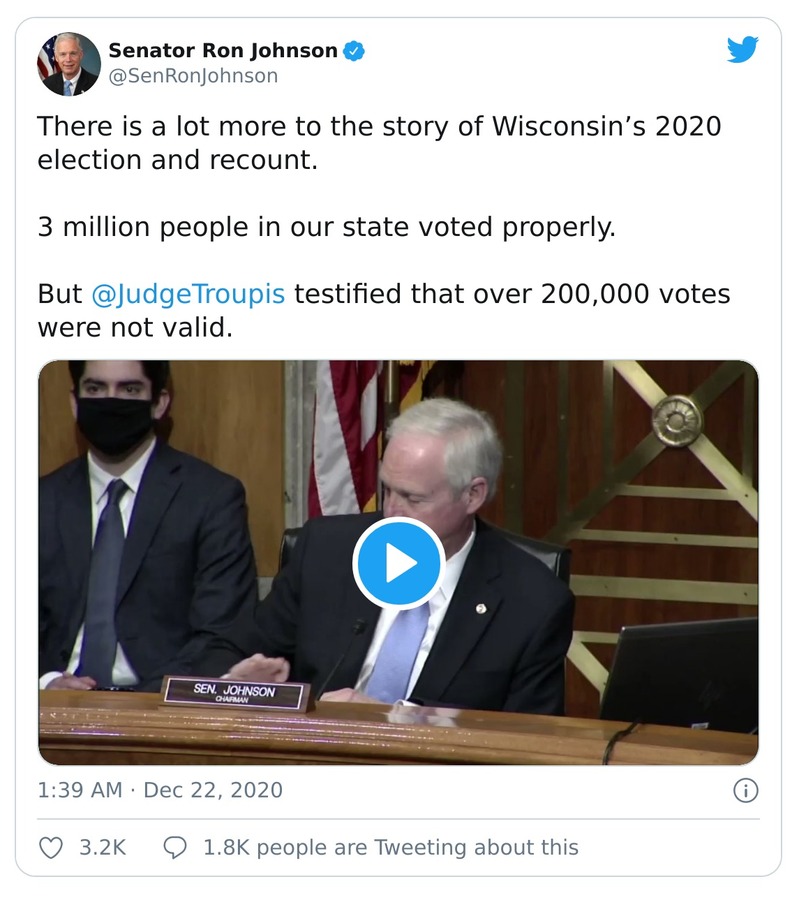 Senator Ron Johnson
@SenRonJohnson
There is a lot more to the story of Wisconsin’s 2020
election and recount.
3 million people in our state voted properly.
But @JudgeTroupis testified that over 200,000 votes
were not valid.
SEN. JOHNSON
CHAIRMAN
1:39 AM · Dec 22, 2020
3.2K 1.8K people are Tweeting about this